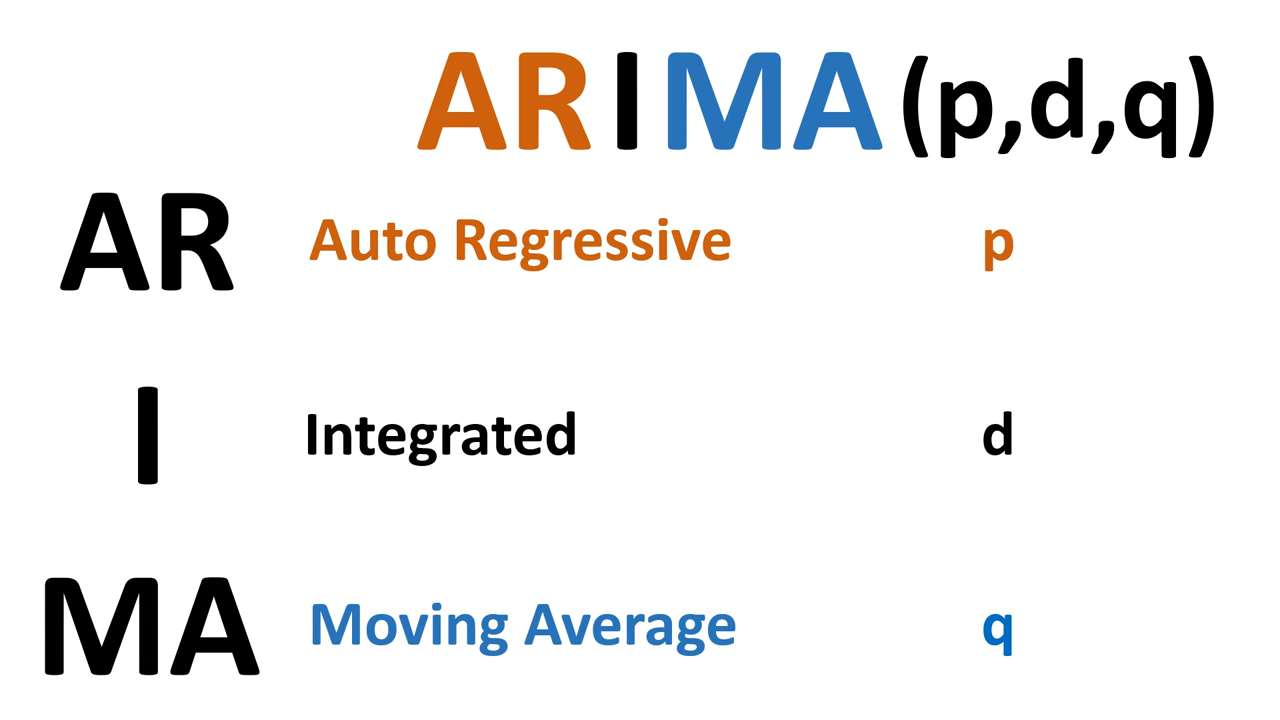 ARIMA(p,d,q)
AR Auto Regressive p
I Integrated d
MA Moving Average q